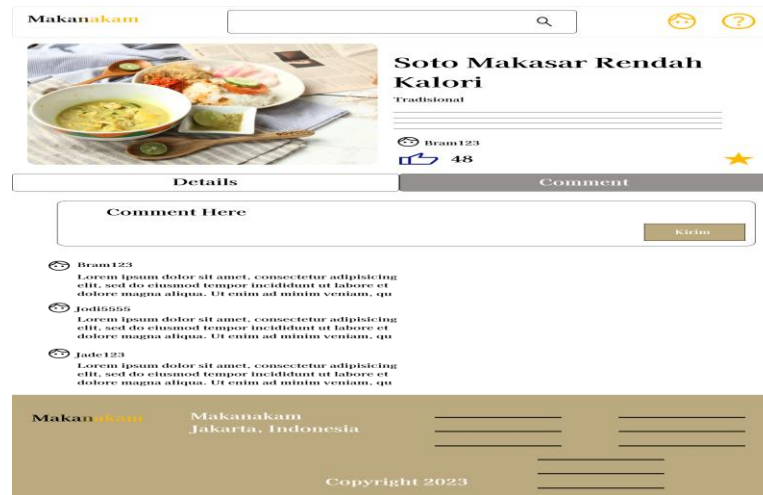 Makanakam
?
Soto Makasar Rendah
Kalori
Tradisional
Bram123
48
Details
Comment
Comment Here
Kirim
Bram123
Lorem ipsum dolor sit amet, consectetur adipisicing
elit, sed do eiusmod tempor incididunt ut labore et
dolore magna aliqua. Ut enim ad minim veniam, qu
Jodi5555
Lorem ipsum dolor sit amet, consectetur adipisicing
elit, sed do eiusmod tempor incididunt ut labore et
dolore magna aliqua. Ut enim ad minim veniam, qu
Jade123
Lorem ipsum dolor sit amet, consectetur adipisicing
elit, sed do eiusmod tempor incididunt ut labore et
dolore magna aliqua. Ut enim ad minim veniam, qu
Makanakam
Makanakam
Jakarta, Indonesia
Copyright 2023